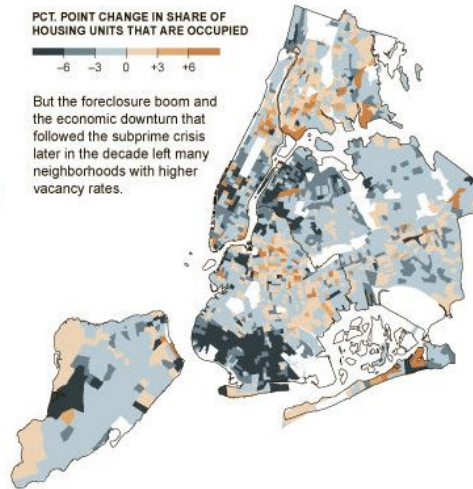 PCT. POINT CHANGE IN SHARE OF
HOUSING UNITS THAT ARE OCCUPIED
–6 –3 0 +3 +6
But the foreclosure boom and
the economic downturn that
followed the subprime crisis
later in the decade left many
neighborhoods with higher
vacancy rates.